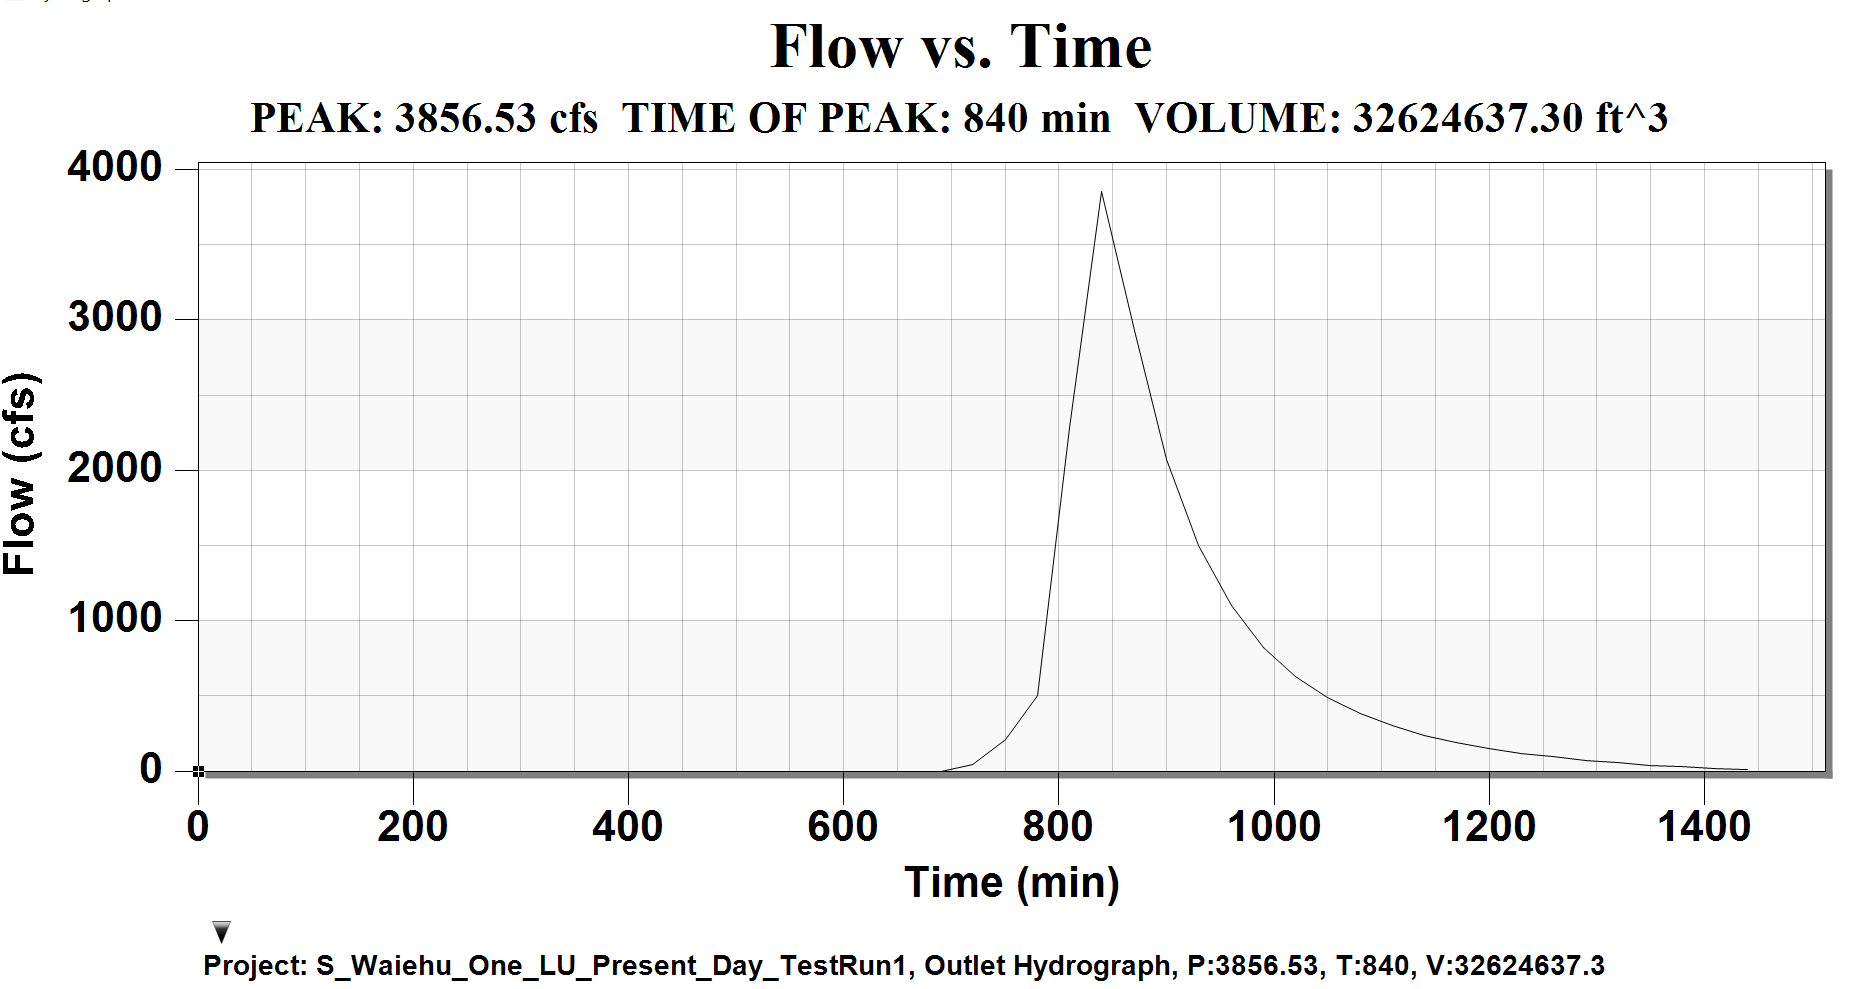 Flow vs. Time
PEAK: 3856.53 cfs TIME OF PEAK: 840 min VOLUME: 32624637.30 ft^3
4000
3000
2000
1000
0
Flow (cfs)
0 200 400 600 800 1000 1200 1400
Time (min)
Project: S_Waiehu_One_LU_Present_Day_TestRun1, Outlet Hydrograph, P:3856.53, T:840, V:32624637.3